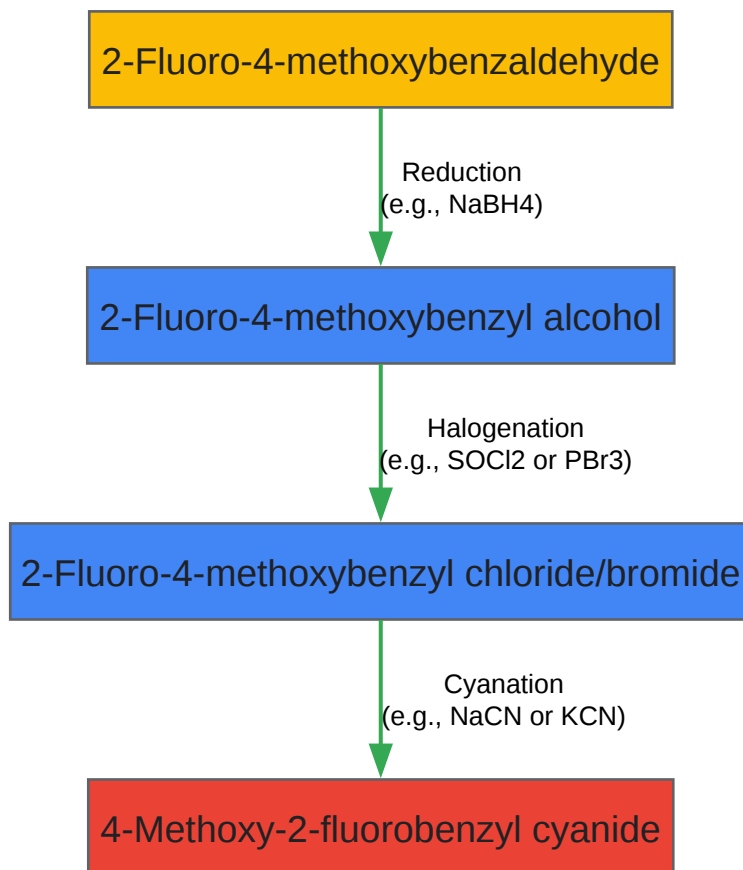 2-Fluoro-4-methoxybenzaldehyde
Reduction
(e.g., NaBH4)
2-Fluoro-4-methoxybenzyl alcohol
Halogenation
(e.g., SOCl2 or PBr3)
2-Fluoro-4-methoxybenzyl chloride/bromide
Cyanation
(e.g., NaCN or KCN)
4-Methoxy-2-fluorobenzyl cyanide